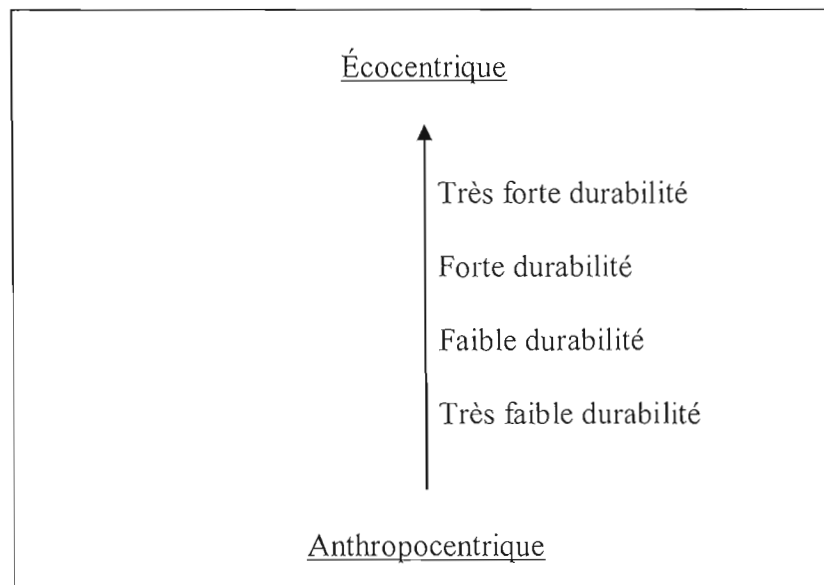 Écocentrique
Très forte durabilité
Forte durabilité
Faible durabilité
Très faible durabilité
Anthropocentrique